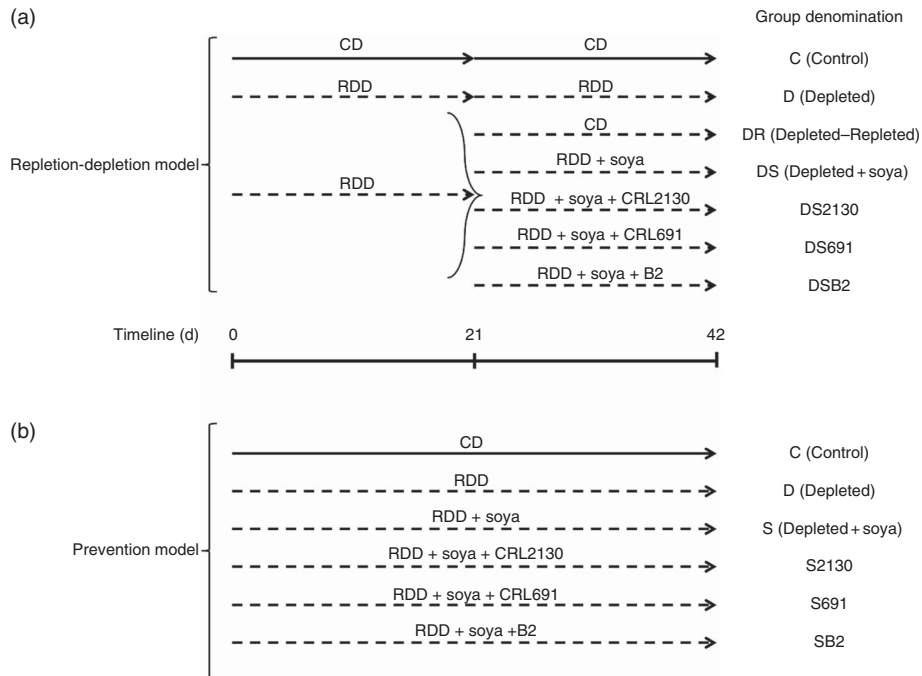 (a)
Group denomination
CD CD C (Control)
RDD RDD D (Depleted)
CD DR (Depleted–Repleted)
Repletion-depletion model
RDD
RDD + soya DS (Depleted + soya)
RDD + soya + CRL2130 DS2130
RDD + soya + CRL691 DS691
RDD + soya + B2 DSB2
Timeline (d) 0 21 42
(b)
CD C (Control)
RDD D (Depleted)
RDD + soya S (Depleted + soya)
Prevention model
RDD + soya + CRL2130 S2130
RDD + soya + CRL691 S691
RDD + soya +B2 SB2